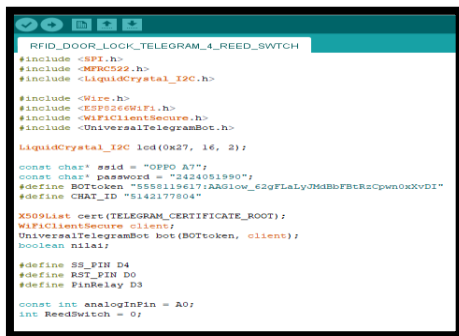 RFID_DOOR_LOCK_TELEGRAM_4_REED_SWTCH
#include <SPI.h>
#include <MFRC522.h>
#include <LiquidCrystal_I2C.h>
#include <Wire.h>
#include <ESP8266WiFi.h>
#include <WiFiClientSecure.h>
#include <UniversalTelegramBot.h>
LiquidCrystal_I2C lcd(0x27, 16, 2);
const char* ssid = "OPPO A7";
const char* password = "2424051990";
#define BOTtoken "5558119617:AAGlow_62gFLaLyJMdBbFBtRzCpwn0xXvDI"
#define CHAT_ID "5142177804"
X509List cert(TELEGRAM_CERTIFICATE_ROOT);
WiFiClientSecure client;
UniversalTelegramBot bot(BOTtoken, client);
boolean nilai;
#define SS_PIN D4
#define RST_PIN D0
#define PinRelay D3
const int analogInPin = A0;
int ReedSwitch = 0;